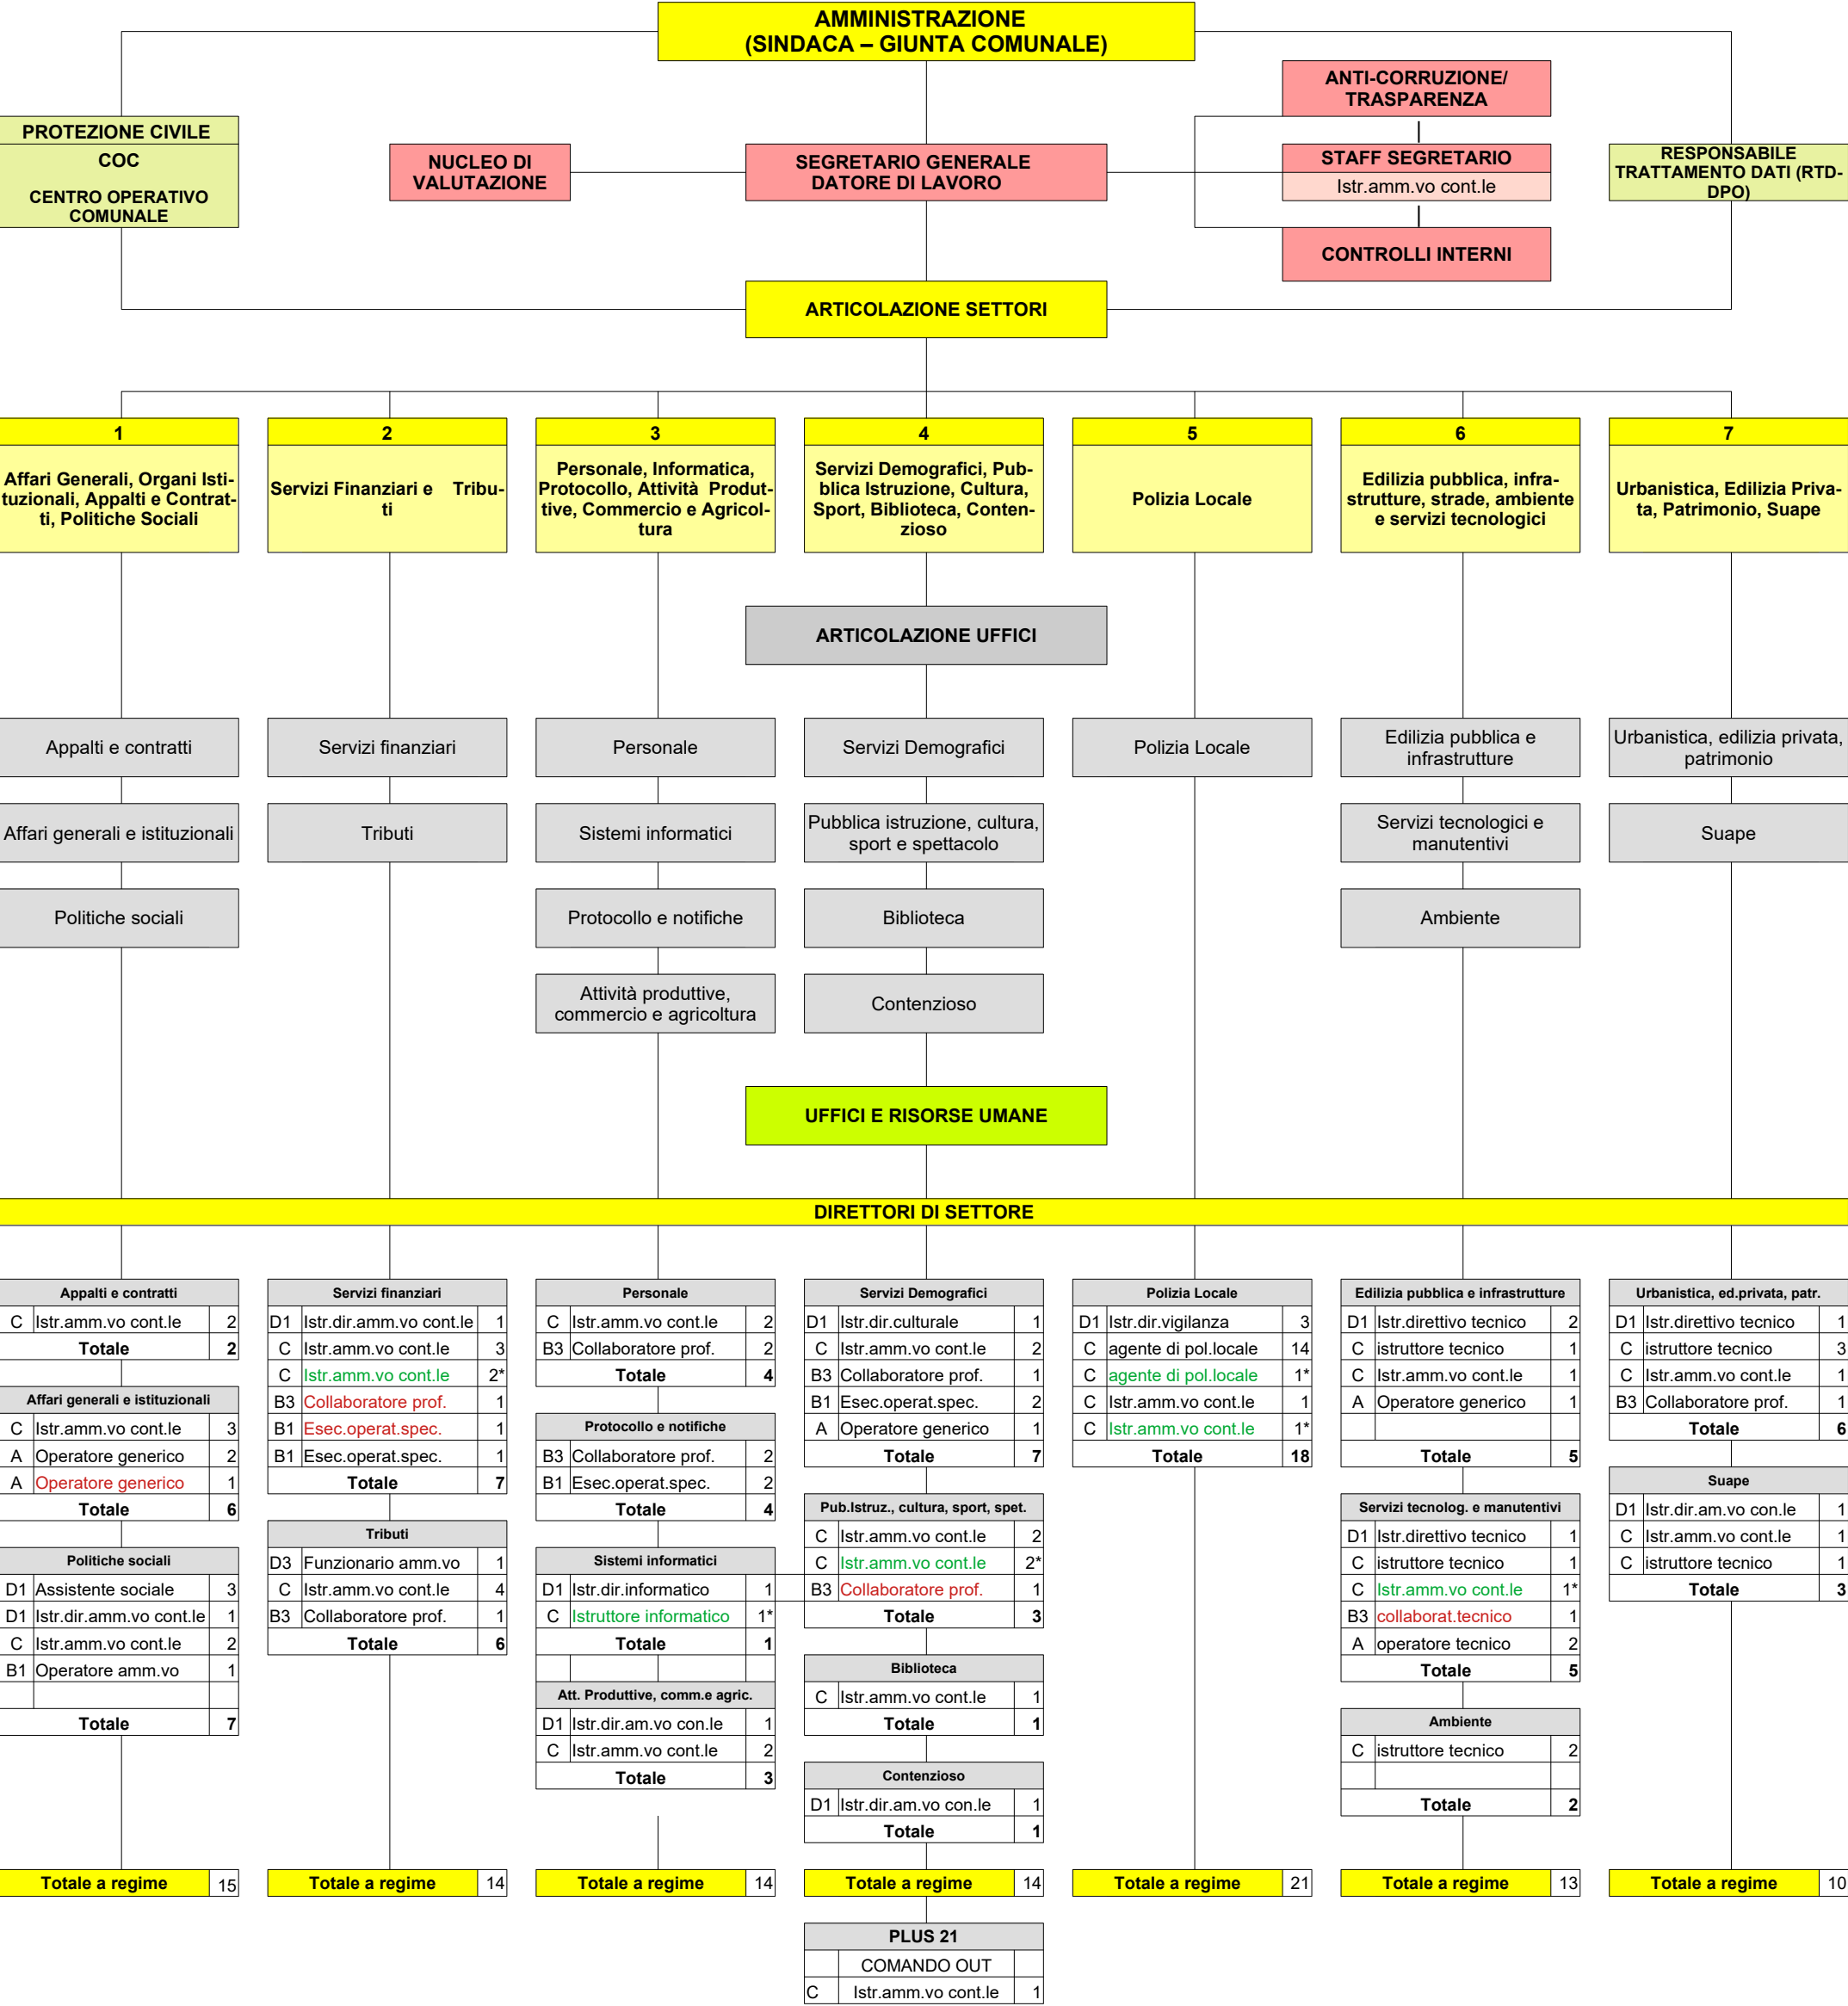 AMMINISTRAZIONE
(SINDACA – GIUNTA COMUNALE)
ANTI-CORRUZIONE/
TRASPARENZA
PROTEZIONE CIVILE
COC
CENTRO OPERATIVO
COMUNALE
NUCLEO DI
VALUTAZIONE
SEGRETARIO GENERALE
DATORE DI LAVORO
STAFF SEGRETARIO
Istr.amm.vo cont.le
RESPONSABILE
TRATTAMENTO DATI (RTD-
DPO)
CONTROLLI INTERNI
ARTICOLAZIONE SETTORI
1
Affari Generali, Organi Isti-
tuzionali, Appalti e Contrat-
ti, Politiche Sociali
2
Servizi Finanziari e Tribu-
ti
3
Personale, Informatica,
Protocollo, Attività Produt-
tive, Commercio e Agricol-
tura
4
Servizi Demografici, Pub-
blica Istruzione, Cultura,
Sport, Biblioteca, Conten-
zioso
5
Polizia Locale
6
Edilizia pubblica, infra-
strutture, strade, ambiente
e servizi tecnologici
7
Urbanistica, Edilizia Priva-
ta, Patrimonio, Suape
ARTICOLAZIONE UFFICI
Appalti e contratti
Affari generali e istituzionali
Politiche sociali
Servizi finanziari
Tributi
Personale
Sistemi informatici
Protocollo e notifiche
Attività produttive,
commercio e agricoltura
Servizi Demografici
Pubblica istruzione, cultura,
sport e spettacolo
Biblioteca
Contenzioso
Polizia Locale
Edilizia pubblica e
infrastrutture
Servizi tecnologici e
manutentivi
Ambiente
Urbanistica, edilizia privata,
patrimonio
Suape
UFFICI E RISORSE UMANE
DIRETTORI DI SETTORE
Appalti e contratti
C Istr.amm.vo cont.le 2
Totale 2
Affari generali e istituzionali
C Istr.amm.vo cont.le 3
A Operatore generico 2
A Operatore generico 1
Totale 6
Politiche sociali
D1 Assistente sociale 3
D1 Istr.dir.amm.vo cont.le 1
C Istr.amm.vo cont.le 2
B1 Operatore amm.vo 1
Totale 7
Totale a regime 15
Servizi finanziari
D1 Istr.dir.amm.vo cont.le 1
C Istr.amm.vo cont.le 3
C Istr.amm.vo cont.le 2*
B3 Collaboratore prof. 1
B1 Esec.operat.spec. 1
B1 Esec.operat.spec. 1
Totale 7
Tributi
D3 Funzionario amm.vo 1
C Istr.amm.vo cont.le 4
B3 Collaboratore prof. 1
Totale 6
Totale a regime 14
Personale
C Istr.amm.vo cont.le 2
B3 Collaboratore prof. 2
Totale 4
Protocollo e notifiche
B3 Collaboratore prof. 2
B1 Esec.operat.spec. 2
Totale 4
Sistemi informatici
D1 Istr.dir.informatico 1
C Istruttore informatico 1*
Totale 1
Att. Produttive, comm.e agric.
D1 Istr.dir.am.vo con.le 1
C Istr.amm.vo cont.le 2
Totale 3
Totale a regime 14
Servizi Demografici
D1 Istr.dir.culturale 1
C Istr.amm.vo cont.le 2
B3 Collaboratore prof. 1
B1 Esec.operat.spec. 2
A Operatore generico 1
Totale 7
Pub.Istruz., cultura, sport, spet.
C Istr.amm.vo cont.le 2
C Istr.amm.vo cont.le 2*
B3 Collaboratore prof. 1
Totale 3
Biblioteca
C Istr.amm.vo cont.le 1
Totale 1
Contenzioso
D1 Istr.dir.am.vo con.le 1
Totale 1
Totale a regime 14
PLUS 21
COMANDO OUT
C Istr.amm.vo cont.le 1
Polizia Locale
D1 Istr.dir.vigilanza 3
C agente di pol.locale 14
C agente di pol.locale 1*
C Istr.amm.vo cont.le 1
C Istr.amm.vo cont.le 1*
Totale 18
Totale a regime 21
Edilizia pubblica e infrastrutture
D1 Istr.direttivo tecnico 2
C istruttore tecnico 1
C Istr.amm.vo cont.le 1
A Operatore generico 1
Totale 5
Servizi tecnolog. e manutentivi
D1 Istr.direttivo tecnico 1
C istruttore tecnico 1
C Istr.amm.vo cont.le 1*
B3 collaborat.tecnico 1
A operatore tecnico 2
Totale 5
Ambiente
C istruttore tecnico 2
Totale 2
Totale a regime 13
Urbanistica, ed.privata, patr.
D1 Istr.direttivo tecnico 1
C istruttore tecnico 3
C Istr.amm.vo cont.le 1
B3 Collaboratore prof. 1
Totale 6
Suape
D1 Istr.dir.am.vo con.le 1
C Istr.amm.vo cont.le 1
C istruttore tecnico 1
Totale 3
Totale a regime 10